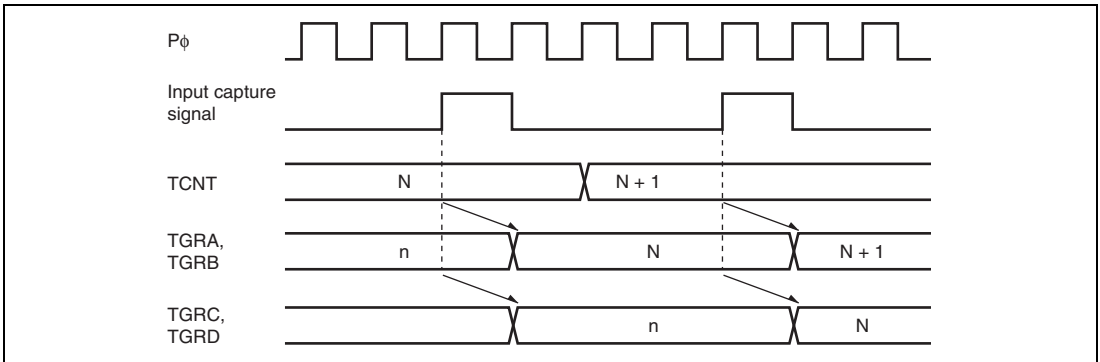 Pϕ
Input capture
signal
TCNT
N
N + 1
TGRA,
TGRB
n
N
N + 1
TGRC,
TGRD
n
N